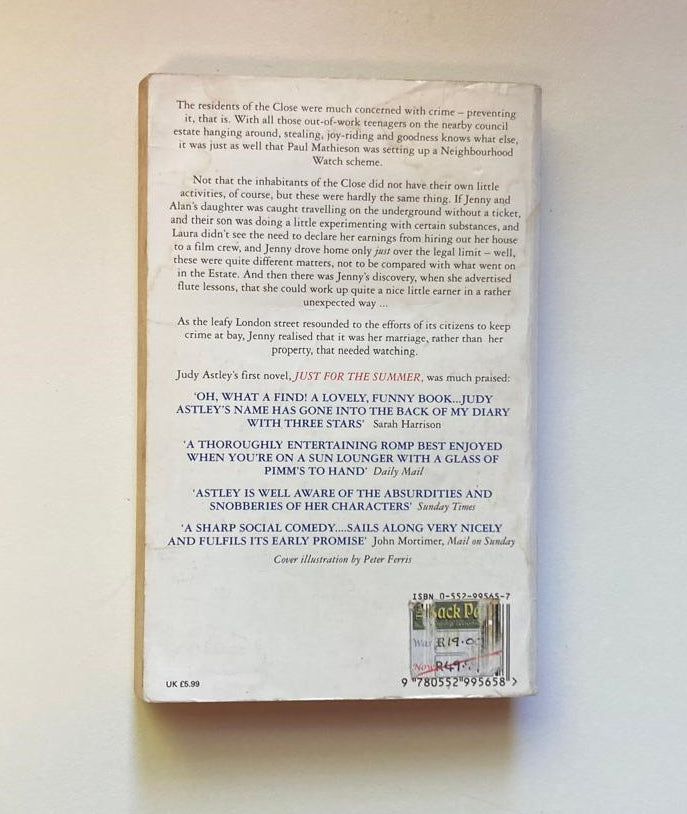 The residents of the Close were much concerned with crime – preventing
it, that is. With all those out-of-work teenagers on the nearby council
estate hanging around, stealing, joy-riding and goodness knows what else,
it was just as well that Paul Mathieson was setting up a Neighbourhood
Watch scheme.
Not that the inhabitants of the Close did not have their own little
activities, of course, but these were hardly the same thing. If Jenny and
Alan's daughter was caught travelling on the underground without a ticket,
and their son was doing a little experimenting with certain substances, and
Laura didn't see the need to declare her earnings from hiring out her house
to a film crew, and Jenny drove home only just over the legal limit – well,
these were quite different matters, not to be compared with what went on
in the Estate. And then there was Jenny's discovery, when she advertised
flute lessons, that she could work up quite a nice little earner in a rather
unexpected way ...
As the leafy London street resounded to the efforts of its citizens to keep
crime at bay, Jenny realised that it was her marriage, rather than her
property, that needed watching.
Judy Astley's first novel, JUST FOR THE SUMMER, was much praised:
'OH, WHAT A FIND! A LOVELY, FUNNY BOOK...JUDY
ASTLEY'S NAME HAS GONE INTO THE BACK OF MY DIARY
WITH THREE STARS' Sarah Harrison
'A THOROUGHLY ENTERTAINING ROMP BEST ENJOYED
WHEN YOU'RE ON A SUN LOUNGER WITH A GLASS OF
PIMM'S TO HAND' Daily Mail
'ASTLEY IS WELL AWARE OF THE ABSURDITIES AND
SNOBBERIES OF HER CHARACTERS' Sunday Times
'A SHARP SOCIAL COMEDY....SAILS ALONG VERY NICELY
AND FULFILS ITS EARLY PROMISE' John Mortimer, Mail on Sunday
Cover illustration by Peter Ferris
ISBN 0-552-99565-7
Was
Now
9 780552 995658 >
UK £5.99